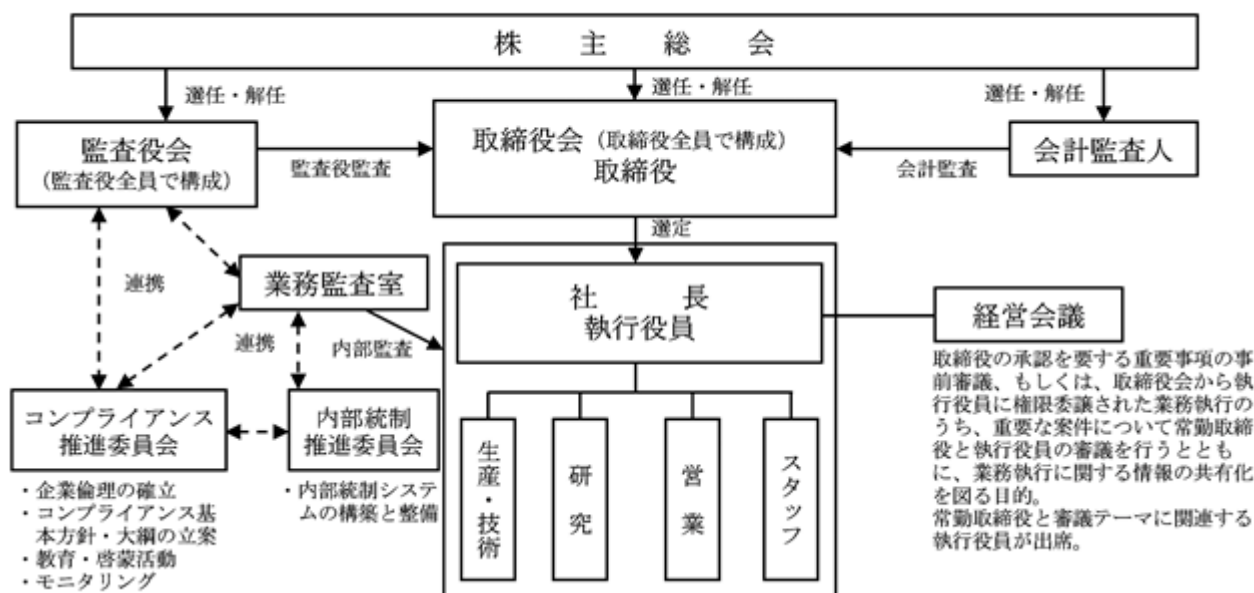 株主総会
選任・解任
選任・解任
選任・解任
監査役会
（監査役全員で構成）
監査役監査
取締役会（取締役全員で構成）
取締役
会計監査
会計監査人
選定
連携
業務監査室
連携
内部監査
社長
執行役員
経営会議
取締役の承認を要する重要事項の事
前審議、もしくは、取締役会から執
行役員に権限委譲された業務執行の
うち、重要な案件について常勤取締
役と執行役員の審議を行うととも
に、業務執行に関する情報の共有化
を図る目的。
常勤取締役と審議テーマに関連する
執行役員が出席。
コンプライアンス
推進委員会
・企業倫理の確立
・コンプライアンス基
本方針・大綱の立案
・教育・啓蒙活動
・モニタリング
内部統制
推進委員会
・内部統制システ
ムの構築と整備
生産・技術
研究
営業
スタッフ